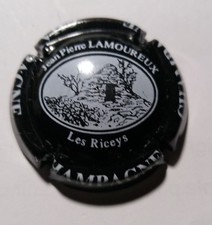 Jean Pierre LAMOUREUX
Les Riceys
CHAMPAGNE